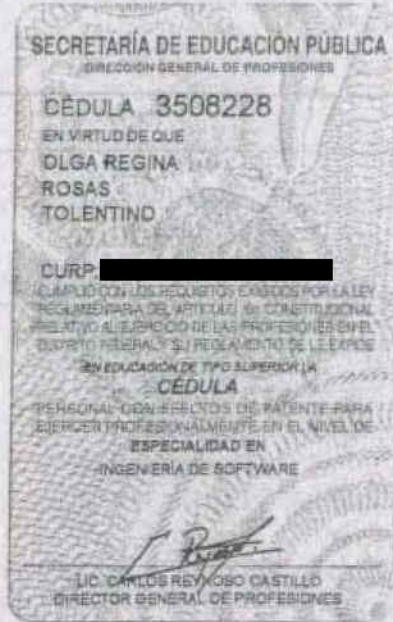 SECRETARÍA DE EDUCACIÓN PÚBLICA
DIRECCIÓN GENERAL DE PROFESIONES
CÉDULA 3508228
EN VIRTUD DE QUE
OLGA REGINA
ROSAS
TOLENTINO
CURP:
CUMPLIÓ CON LOS REQUISITOS EXIGIDOS POR LA LEY
REGLAMENTARIA DEL ARTÍCULO 5o CONSTITUCIONAL
RELATIVO AL EJERCICIO DE LAS PROFESIONES EN EL
DISTRITO FEDERAL Y SU REGLAMENTO SE LE EXPIDE
EN EDUCACIÓN DE TIPO SUPERIOR LA
CÉDULA
PERSONAL CON EFECTOS DE PATENTE PARA
EJERCER PROFESIONALMENTE EN EL NIVEL DE
ESPECIALIDAD EN
INGENIERÍA DE SOFTWARE
LIC. CARLOS REYNOSO CASTILLO
DIRECTOR GENERAL DE PROFESIONES